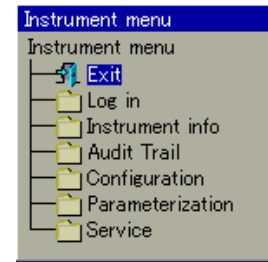 Instrument menu
Instrument menu
Exit
Log in
Instrument info
Audit Trail
Configuration
Parameterization
Service